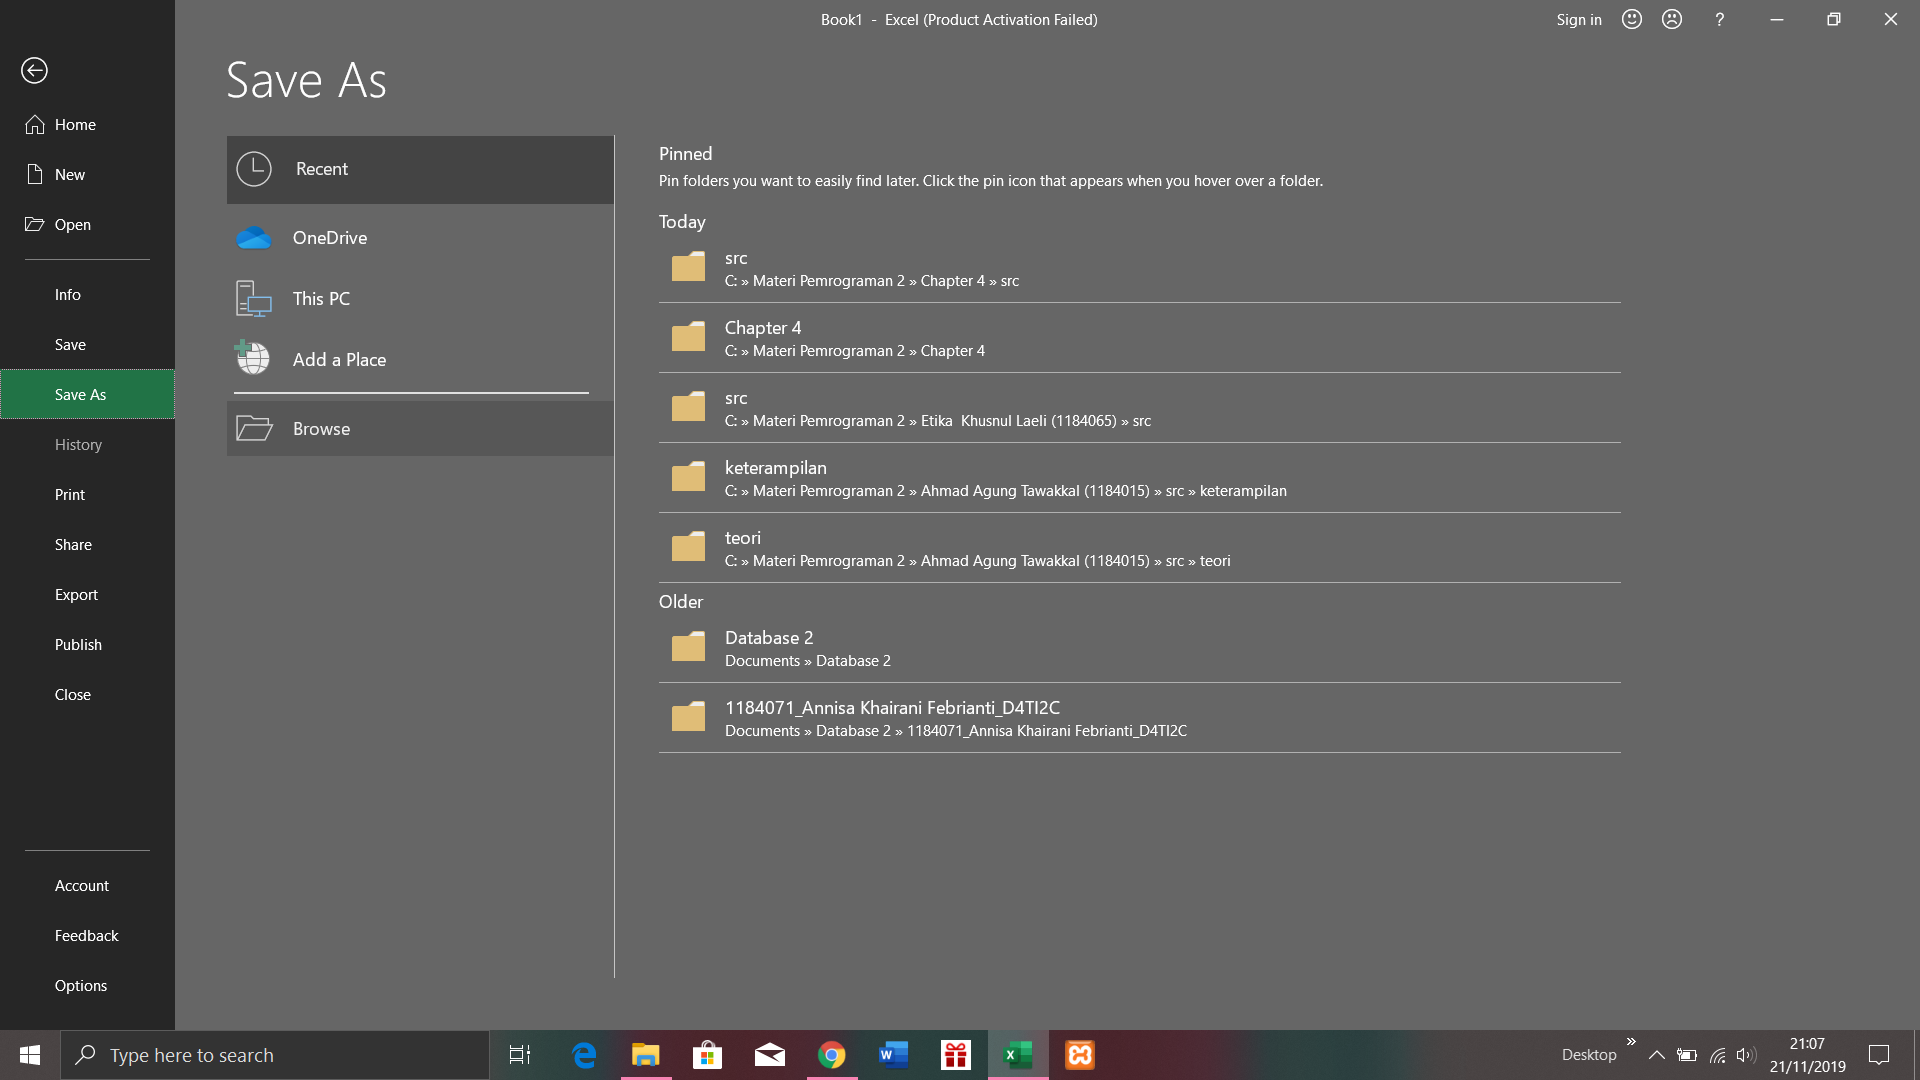 Book1 - Excel (Product Activation Failed)
Sign in
?
Save As
Home
New
Open
Info
Save
Save As
History
Print
Share
Export
Publish
Close
Account
Feedback
Options
Recent
OneDrive
This PC
Add a Place
Browse
Pinned
Pin folders you want to easily find later. Click the pin icon that appears when you hover over a folder.
Today
src
C: » Materi Pemrograman 2 » Chapter 4 » src
Chapter 4
C: » Materi Pemrograman 2 » Chapter 4
src
C: » Materi Pemrograman 2 » Etika  Khusnul Laeli (1184065) » src
keterampilan
C: » Materi Pemrograman 2 » Ahmad Agung Tawakkal (1184015) » src » keterampilan
teori
C: » Materi Pemrograman 2 » Ahmad Agung Tawakkal (1184015) » src » teori
Older
Database 2
Documents » Database 2
1184071_Annisa Khairani Febrianti_D4TI2C
Documents » Database 2 » 1184071_Annisa Khairani Febrianti_D4TI2C
Type here to search
Desktop
»
21:07
21/11/2019